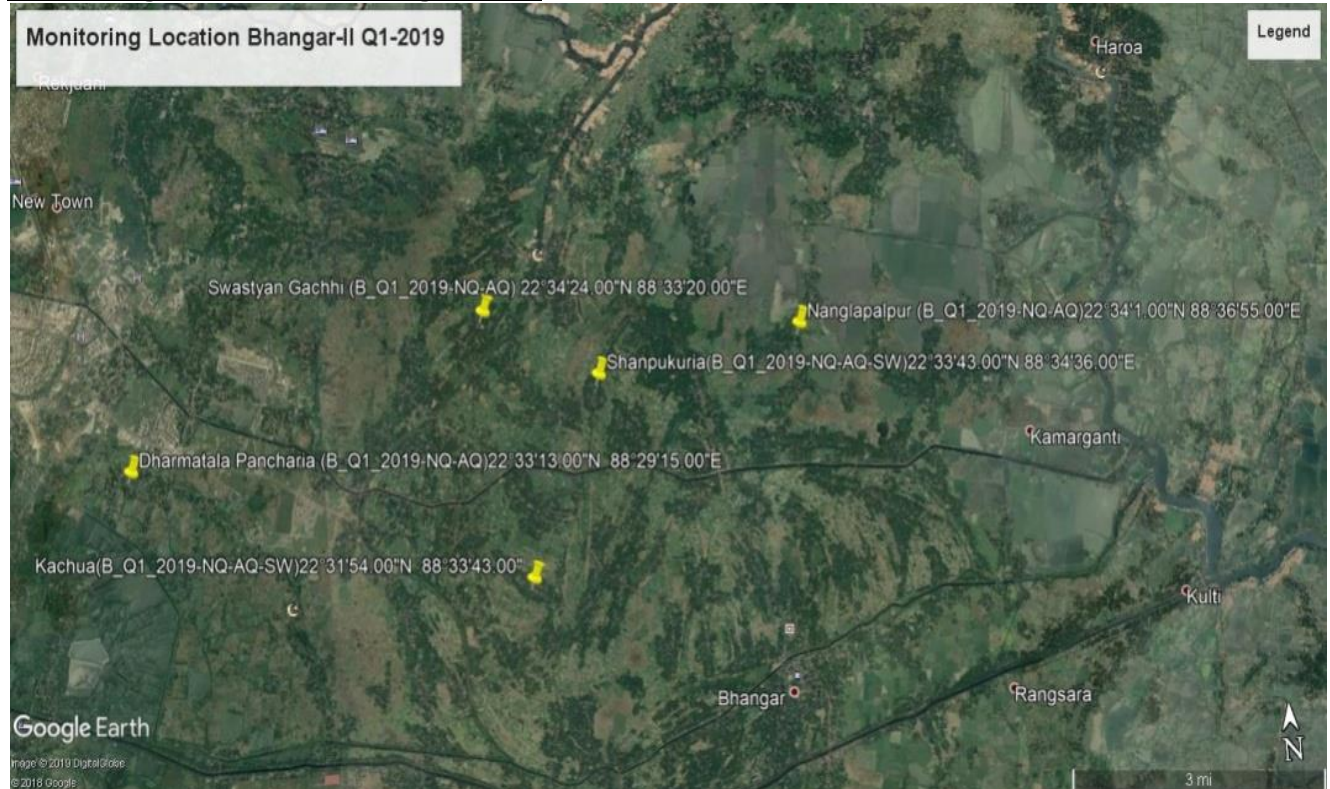 Monitoring Location Bhangar-II Q1-2019
Legend
Haroa
Rekjuani
New Town
Swastyan Gachhi (B_Q1_2019-NQ-AQ) 22°34'24.00"N 88°33'20.00"E
Nanglapalpur (B_Q1_2019-NQ-AQ)22°34'1.00"N 88°36'55.00"E
Shanpukuria(B_Q1_2019-NQ-AQ-SW)22°33'43.00"N 88°34'36.00"E
Kamarganti
Dharmatala Pancharia (B_Q1_2019-NQ-AQ)22°33'13.00"N 88°29'15.00"E
Kachua(B_Q1_2019-NQ-AQ-SW)22°31'54.00"N 88°33'43.00"
Kulti
Bhangar
Rangsara
Google Earth
N
Image © 2019 DigitalGlobe
© 2018 Google
3 mi